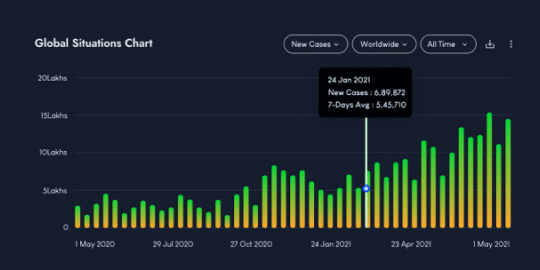 Global Situations Chart
New Cases Worldwide All Time
24 Jan 2021
New Cases : 6,89,872
7-Days Avg : 5,45,710
20Lakhs
15Lakhs
10Lakhs
5Lakhs
0
1 May 2020 29 Jul 2020 27 Oct 2020 24 Jan 2021 23 Apr 2021 1 May 2021